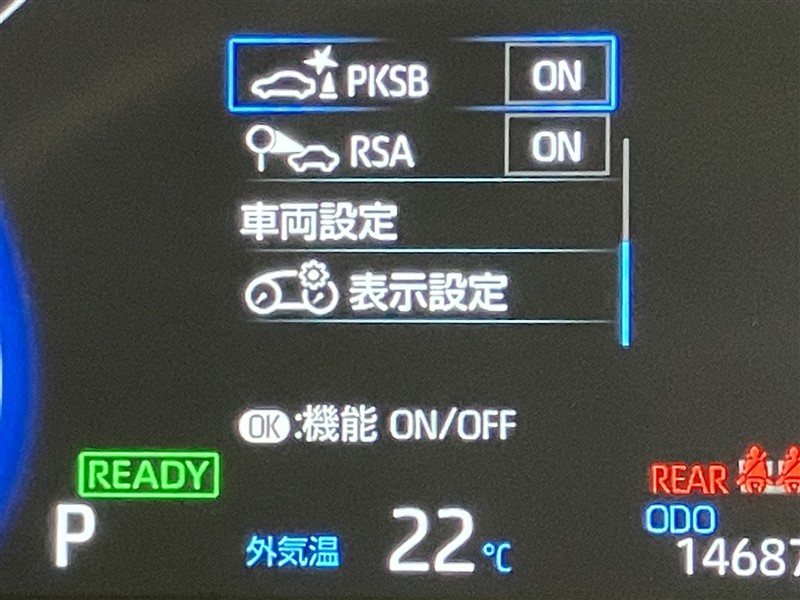 PKSB ON
RSA ON
車両設定
表示設定
OK:機能 ON/OFF
READY
P
外気温 22℃
REAR
ODO
14687